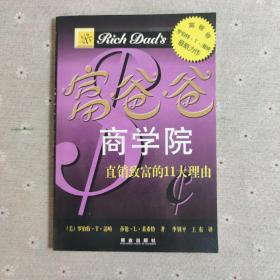 Rich Dad's
富爸爸
商学院
直销致富的11大理由
(美)罗伯特·T·清崎 莎伦·L·莱希特 著 李钢平 王东 译
南海出版公司